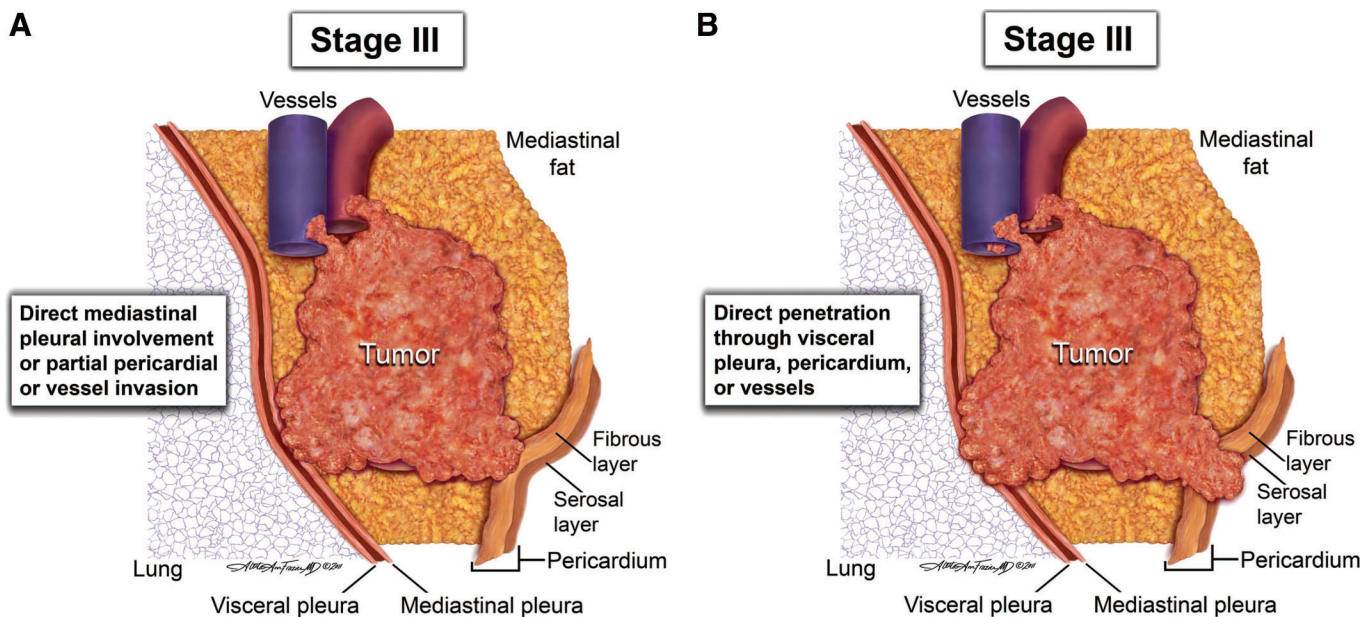 A
Stage III
Vessels
Mediastinal
fat
Direct mediastinal
pleural involvement
or partial pericardial
or vessel invasion
Tumor
Fibrous
layer
Serosal
layer
Pericardium
Lung
Visceral pleura
Mediastinal pleura
B
Stage III
Vessels
Mediastinal
fat
Direct penetration
through visceral
pleura, pericardium,
or vessels
Tumor
Fibrous
layer
Serosal
layer
Pericardium
Lung
Visceral pleura
Mediastinal pleura